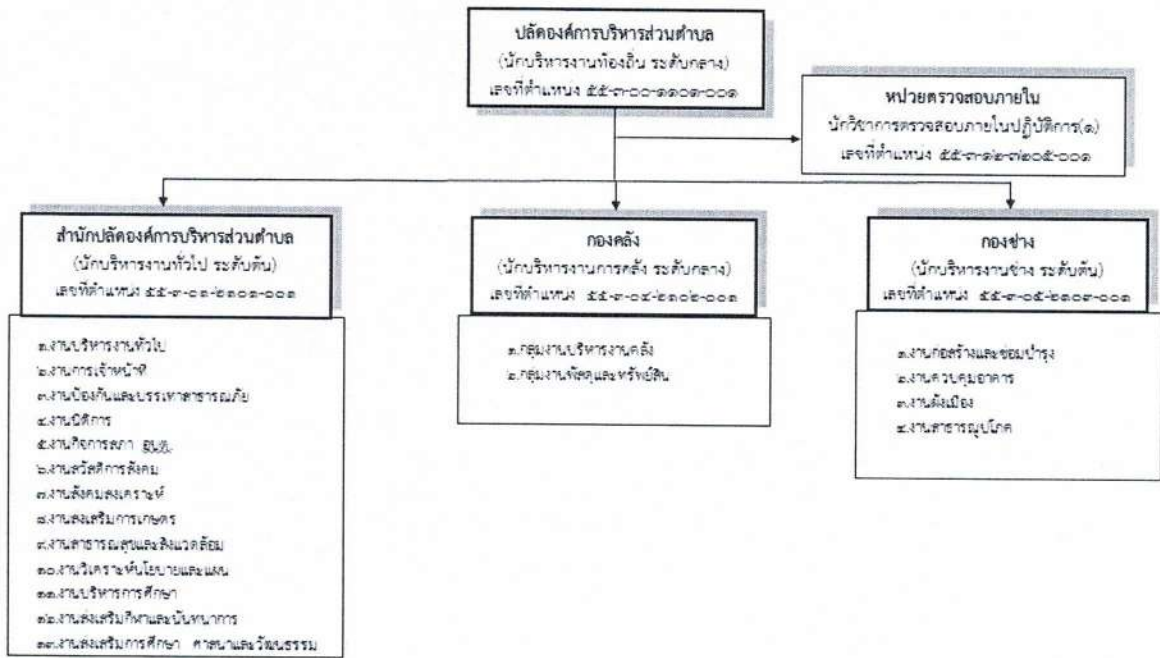 ปลัดองค์การบริหารส่วนตำบล
(นักบริหารงานท้องถิ่น ระดับกลาง)
เลขที่ตำแหน่ง ๕๕-๓-๐๐-๑๑๐๑-๐๐๑
หน่วยตรวจสอบภายใน
นักวิชาการตรวจสอบภายในปฏิบัติการ(๑)
เลขที่ตำแหน่ง ๕๕-๓-๑๒-๓๒๐๕-๐๐๑
สำนักปลัดองค์การบริหารส่วนตำบล
(นักบริหารงานทั่วไป ระดับต้น)
เลขที่ตำแหน่ง ๕๕-๓-๐๑-๒๑๐๑-๐๐๑
๑.งานบริหารงานทั่วไป
๒.งานการเจ้าหน้าที่
๓.งานป้องกันและบรรเทาสาธารณภัย
๔.งานนิติการ
๕.งานกิจการสภา อบต.
๖.งานสวัสดิการสังคม
๗.งานสังคมสงเคราะห์
๘.งานส่งเสริมการเกษตร
๙.งานสาธารณสุขและสิ่งแวดล้อม
๑๐.งานวิเคราะห์นโยบายและแผน
๑๑.งานบริหารการศึกษา
๑๒.งานส่งเสริมกีฬาและนันทนาการ
๑๓.งานส่งเสริมการศึกษา ศาสนาและวัฒนธรรม
กองคลัง
(นักบริหารงานการคลัง ระดับกลาง)
เลขที่ตำแหน่ง ๕๕-๓-๐๔-๒๑๐๒-๐๐๑
๑.กลุ่มงานบริหารงานคลัง
๒.กลุ่มงานพัสดุและทรัพย์สิน
กองช่าง
(นักบริหารงานช่าง ระดับต้น)
เลขที่ตำแหน่ง ๕๕-๓-๐๕-๒๑๐๓-๐๐๑
๑.งานก่อสร้างและซ่อมบำรุง
๒.งานควบคุมอาคาร
๓.งานผังเมือง
๔.งานสาธารณูปโภค